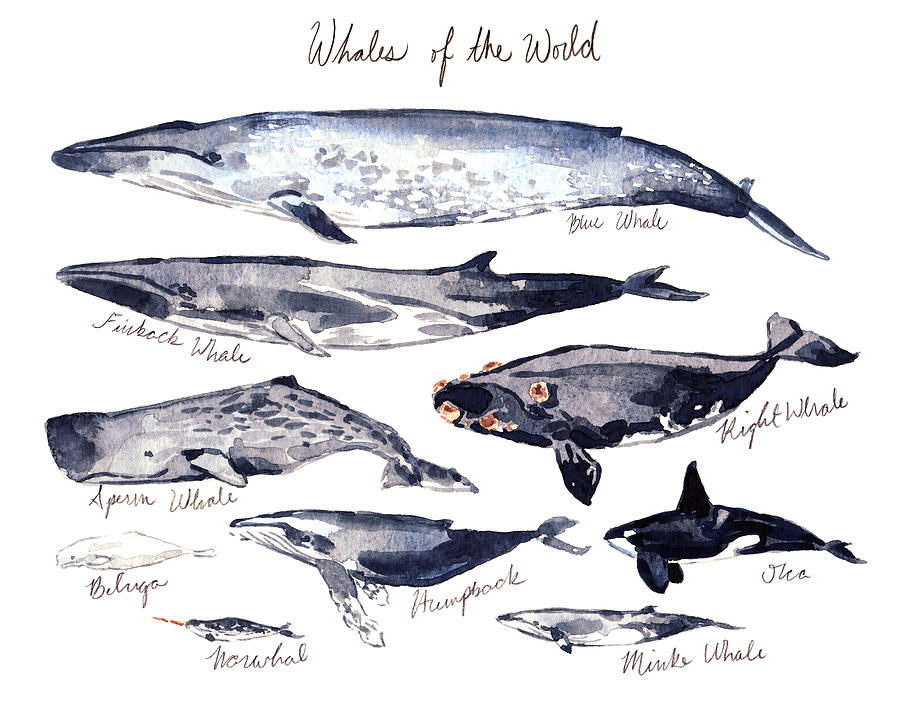 Whales of the World
Blue Whale
Finback Whale
Right Whale
Sperm Whale
Beluga
Humpback
Orca
Narwhal
Minke Whale